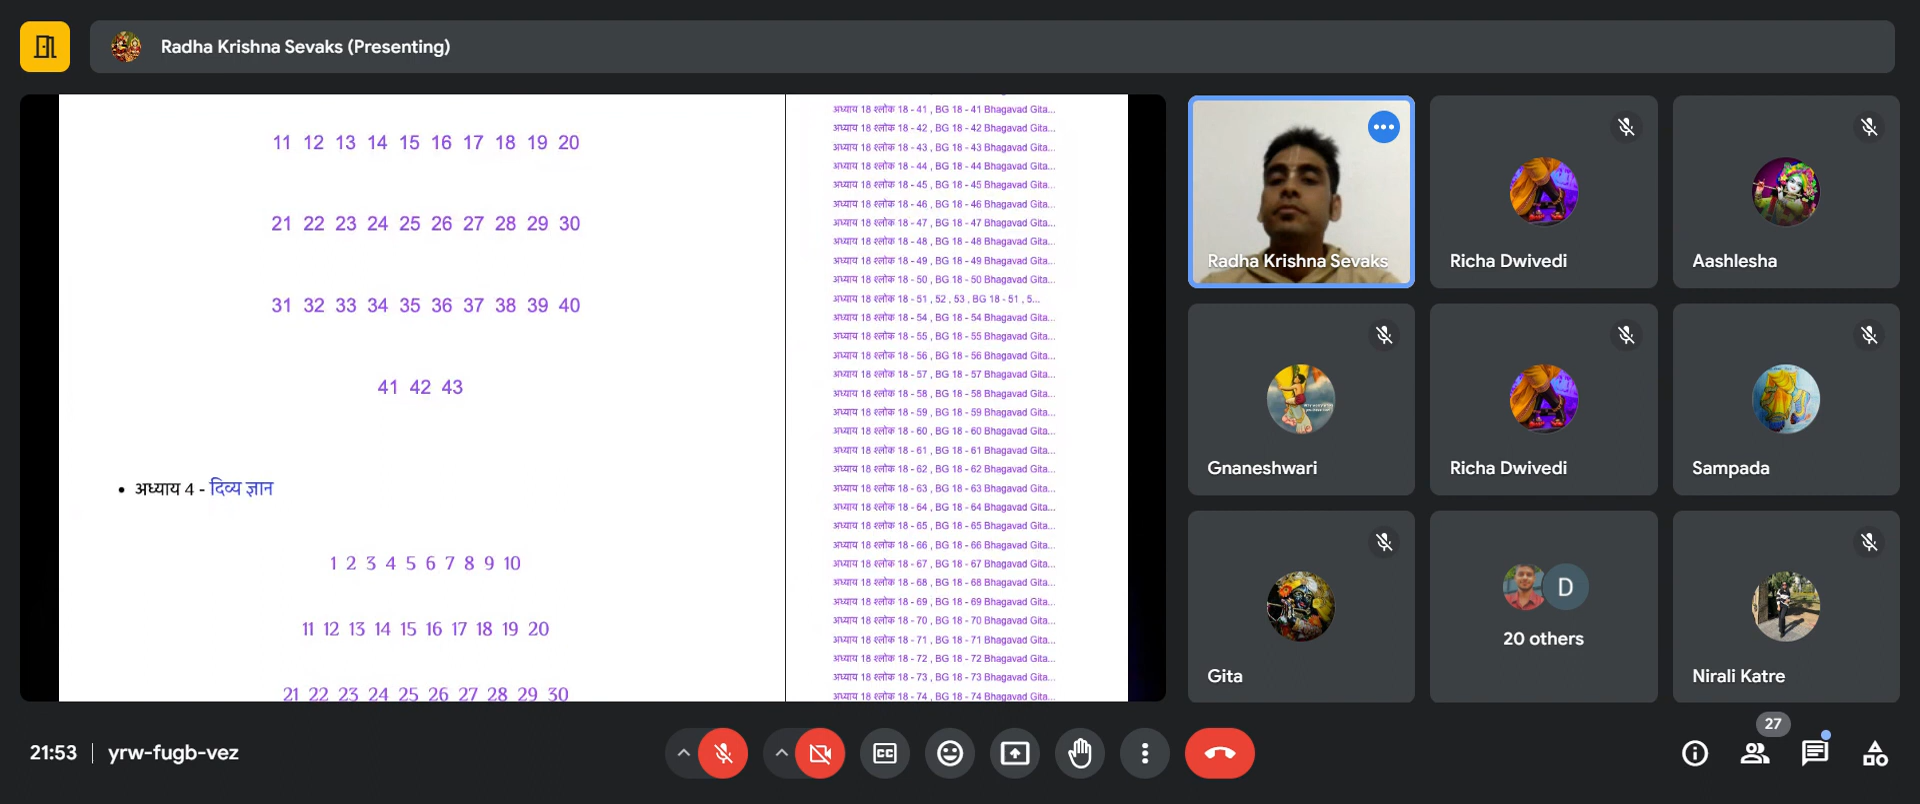 Radha Krishna Sevaks (Presenting)
11 12 13 14 15 16 17 18 19 20
21 22 23 24 25 26 27 28 29 30
31 32 33 34 35 36 37 38 39 40
41 42 43
• अध्याय 4 - दिव्य ज्ञान
1 2 3 4 5 6 7 8 9 10
11 12 13 14 15 16 17 18 19 20
21 22 23 24 25 26 27 28 29 30
अध्याय 18 श्लोक 18 - 41 , BG 18 - 41 Bhagavad Gita...
अध्याय 18 श्लोक 18 - 42 , BG 18 - 42 Bhagavad Gita...
अध्याय 18 श्लोक 18 - 43 , BG 18 - 43 Bhagavad Gita...
अध्याय 18 श्लोक 18 - 44 , BG 18 - 44 Bhagavad Gita...
अध्याय 18 श्लोक 18 - 45 , BG 18 - 45 Bhagavad Gita...
अध्याय 18 श्लोक 18 - 46 , BG 18 - 46 Bhagavad Gita...
अध्याय 18 श्लोक 18 - 47 , BG 18 - 47 Bhagavad Gita...
अध्याय 18 श्लोक 18 - 48 , BG 18 - 48 Bhagavad Gita...
अध्याय 18 श्लोक 18 - 49 , BG 18 - 49 Bhagavad Gita...
अध्याय 18 श्लोक 18 - 50 , BG 18 - 50 Bhagavad Gita...
अध्याय 18 श्लोक 18 - 51 , 52 , 53 , BG 18 - 51 , 5...
अध्याय 18 श्लोक 18 - 54 , BG 18 - 54 Bhagavad Gita...
अध्याय 18 श्लोक 18 - 55 , BG 18 - 55 Bhagavad Gita...
अध्याय 18 श्लोक 18 - 56 , BG 18 - 56 Bhagavad Gita...
अध्याय 18 श्लोक 18 - 57 , BG 18 - 57 Bhagavad Gita...
अध्याय 18 श्लोक 18 - 58 , BG 18 - 58 Bhagavad Gita...
अध्याय 18 श्लोक 18 - 59 , BG 18 - 59 Bhagavad Gita...
अध्याय 18 श्लोक 18 - 60 , BG 18 - 60 Bhagavad Gita...
अध्याय 18 श्लोक 18 - 61 , BG 18 - 61 Bhagavad Gita...
अध्याय 18 श्लोक 18 - 62 , BG 18 - 62 Bhagavad Gita...
अध्याय 18 श्लोक 18 - 63 , BG 18 - 63 Bhagavad Gita...
अध्याय 18 श्लोक 18 - 64 , BG 18 - 64 Bhagavad Gita...
अध्याय 18 श्लोक 18 - 65 , BG 18 - 65 Bhagavad Gita...
अध्याय 18 श्लोक 18 - 66 , BG 18 - 66 Bhagavad Gita...
अध्याय 18 श्लोक 18 - 67 , BG 18 - 67 Bhagavad Gita...
अध्याय 18 श्लोक 18 - 68 , BG 18 - 68 Bhagavad Gita...
अध्याय 18 श्लोक 18 - 69 , BG 18 - 69 Bhagavad Gita...
अध्याय 18 श्लोक 18 - 70 , BG 18 - 70 Bhagavad Gita...
अध्याय 18 श्लोक 18 - 71 , BG 18 - 71 Bhagavad Gita...
अध्याय 18 श्लोक 18 - 72 , BG 18 - 72 Bhagavad Gita...
अध्याय 18 श्लोक 18 - 73 , BG 18 - 73 Bhagavad Gita...
अध्याय 18 श्लोक 18 - 74 , BG 18 - 74 Bhagavad Gita...
Radha Krishna Sevaks
Richa Dwivedi
Aashlesha
Gnaneshwari
Richa Dwivedi
Sampada
Gita
D
20 others
Nirali Katre
21:53 | yrw-fugb-vez
CC
27